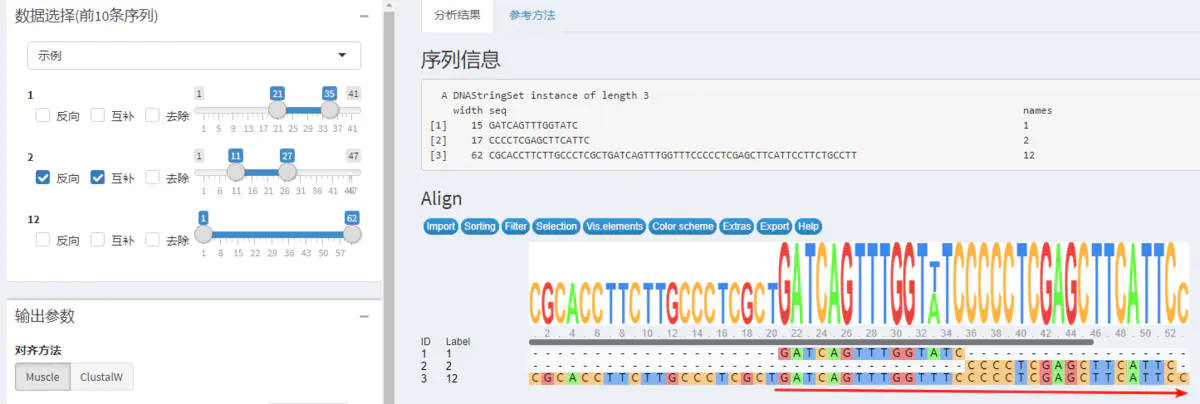 数据选择(前10条序列)
示例
1
反向 互补 去除
1 21 35 41
1 5 9 13 17 21 25 29 33 37 41
2
反向 互补 去除
1 11 27 47
1 6 11 16 21 26 31 36 41 46
12
反向 互补 去除
1 62
1 8 15 22 29 36 43 50 57
输出参数
对齐方法
Muscle ClustalW
分析结果 参考方法
序列信息
A DNAStringSet instance of length 3
width seq names
[1] 15 GATCAGTTTGGTATC 1
[2] 17 CCCCTCGAGCTTCATTC 2
[3] 62 CGCACCTTCTTGCCCTCGCTGATCAGTTTGGTTTCCCCCTCGAGCTTCATTCCTTCTGCCTT 12
Align
Import Sorting Filter Selection Vis.elements Color scheme Extras Export Help
CGCACCTTCTTGCCCTCGCTGATCAGTTTGGTTTCCCCCTCGAGCTTCATTCC
A
2 . 4 . 6 . 8 . 10 . 12 . 14 . 16 . 18 . 20 . 22 . 24 . 26 . 28 . 30 . 32 . 34 . 36 . 38 . 40 . 42 . 44 . 46 . 48 . 50 . 52 .
ID Label
1 1 - - - - - - - - - - - - - - - - - - - - G A T C A G T T T G G T A T C - - - - - - - - - - - - - - - - - -
2 2 - - - - - - - - - - - - - - - - - - - - - - - - - - - - - - - - - - - C C C C T C G A G C T T C A T T C -
3 12 C G C A C C T T C T T G C C C T C G C T G A T C A G T T T G G T T T C C C C C T C G A G C T T C A T T C C